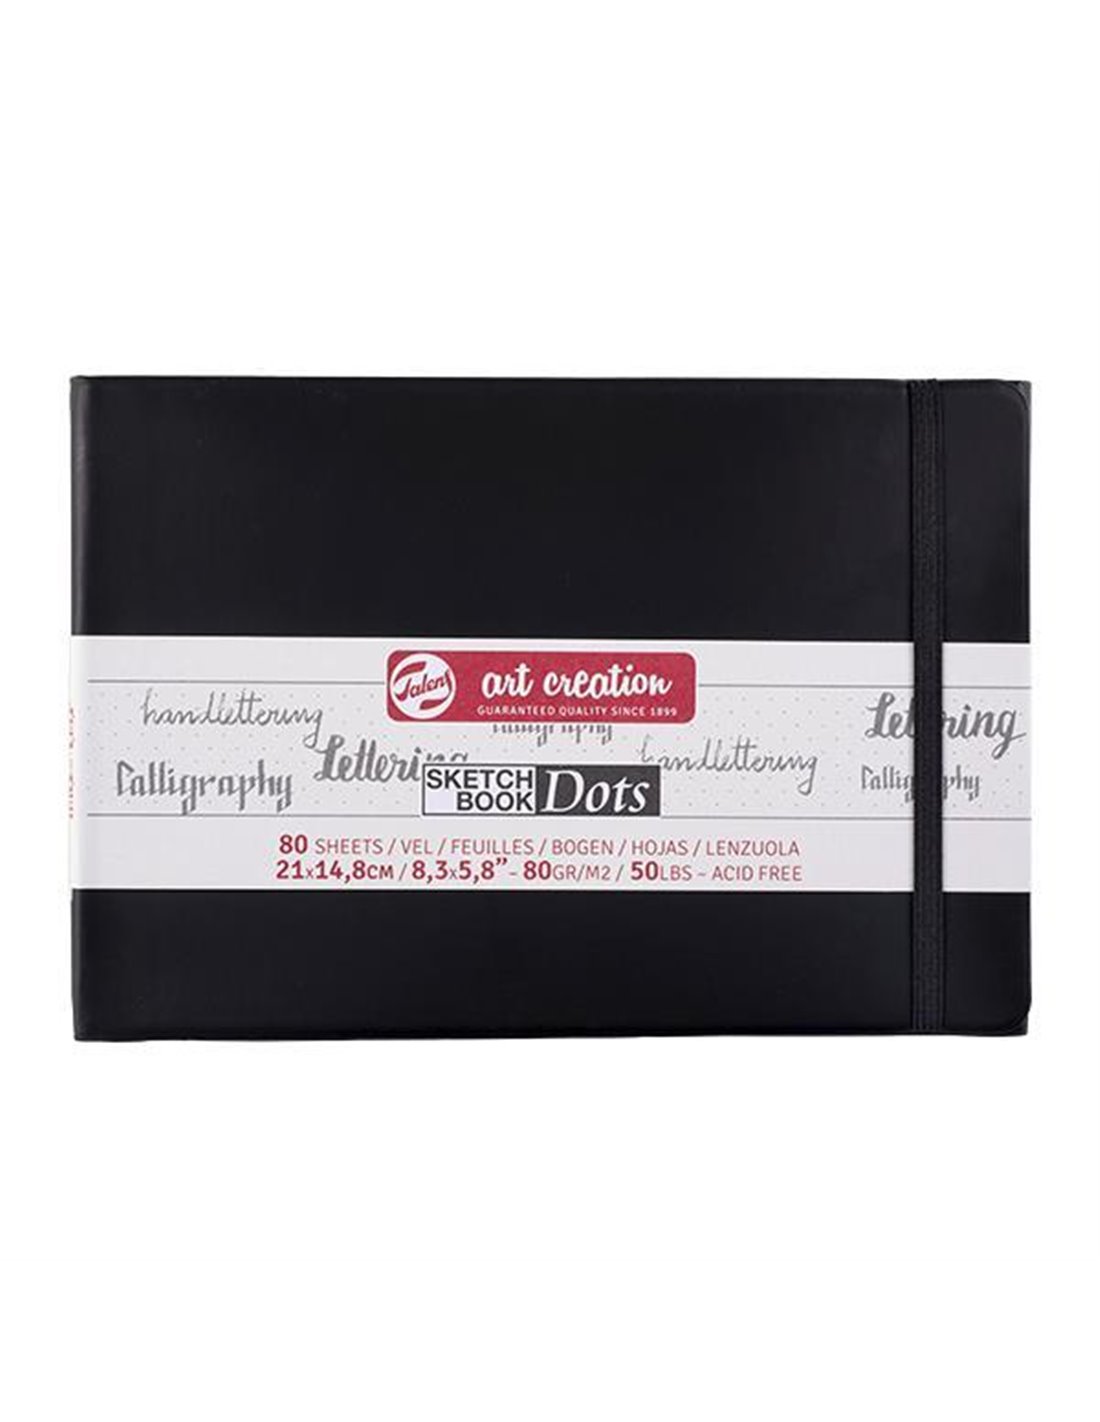 Talens
art creation
GUARANTEED QUALITY SINCE 1899
handlettering
Lettering
Calligraphy
Lettering
handlettering
Calligraphy
Calligraphy
SKETCH
BOOK
Dots
80 SHEETS / VEL / FEUILLES / BOGEN / HOJAS / LENZUOLA
21x14,8CM / 8,3x5,8” – 80GR/M2 / 50LBS – ACID FREE